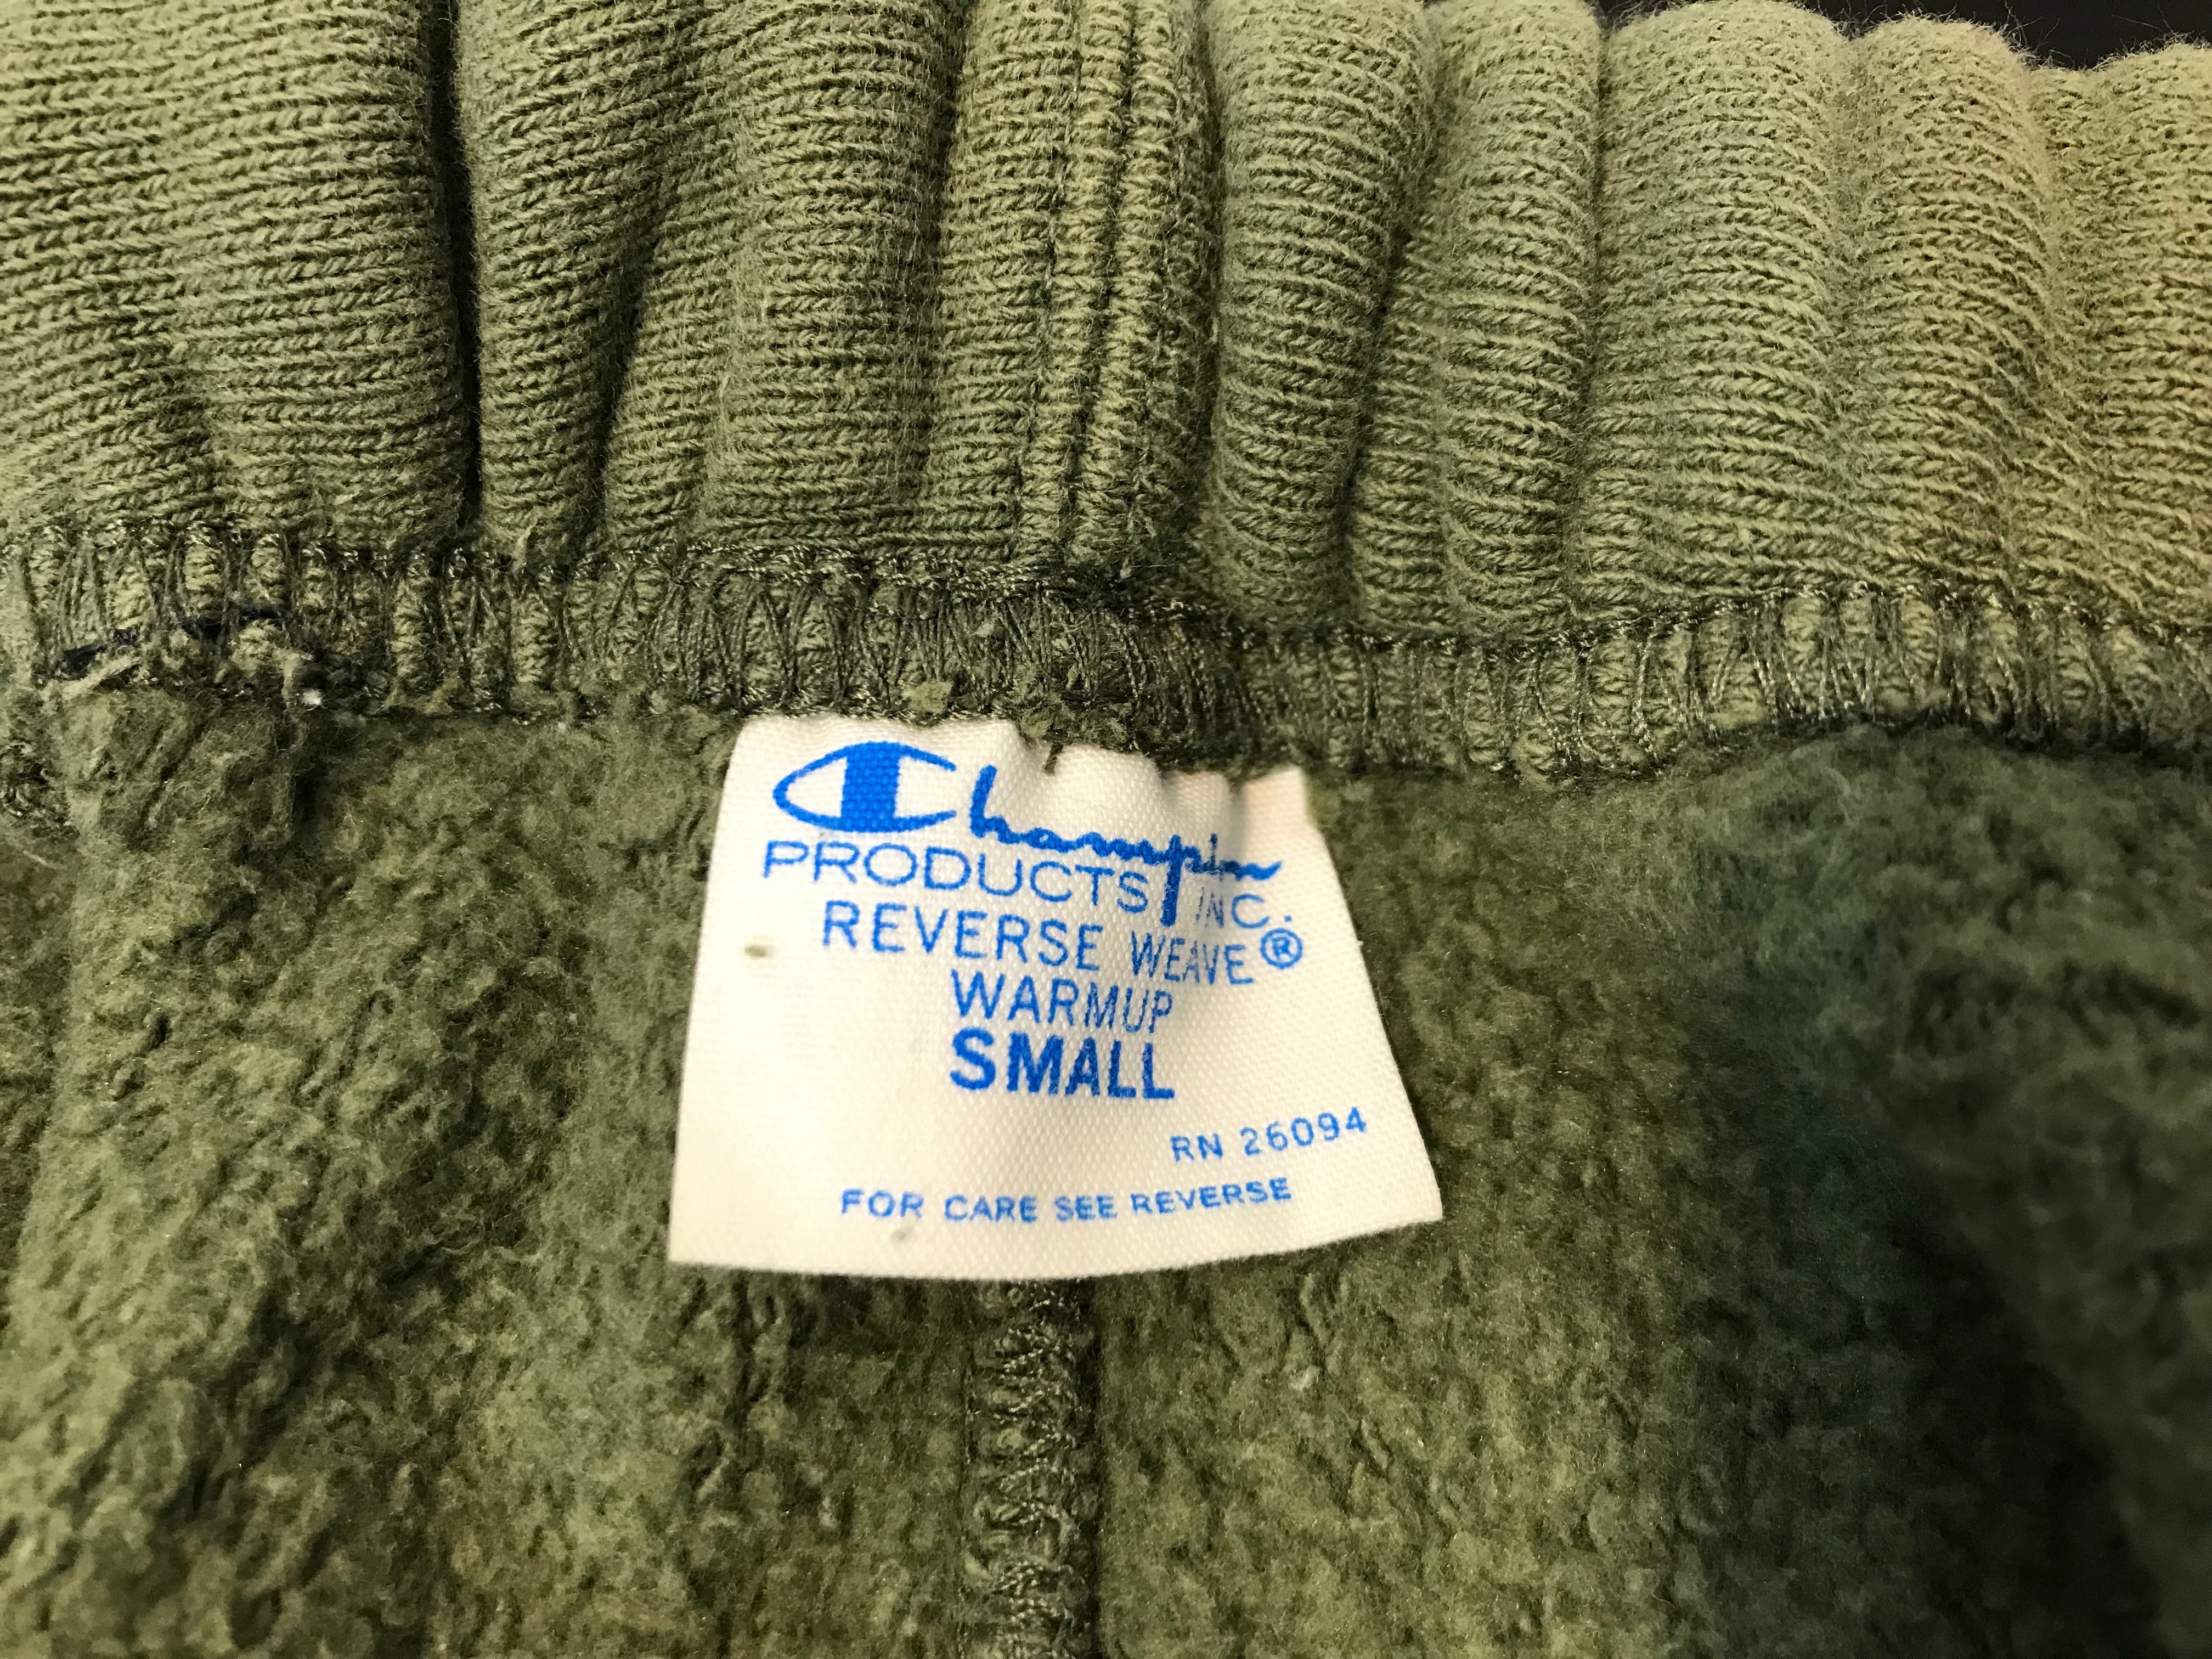 Champion
PRODUCTS INC.
REVERSE WEAVE®
WARMUP
SMALL
RN 26094
FOR CARE SEE REVERSE